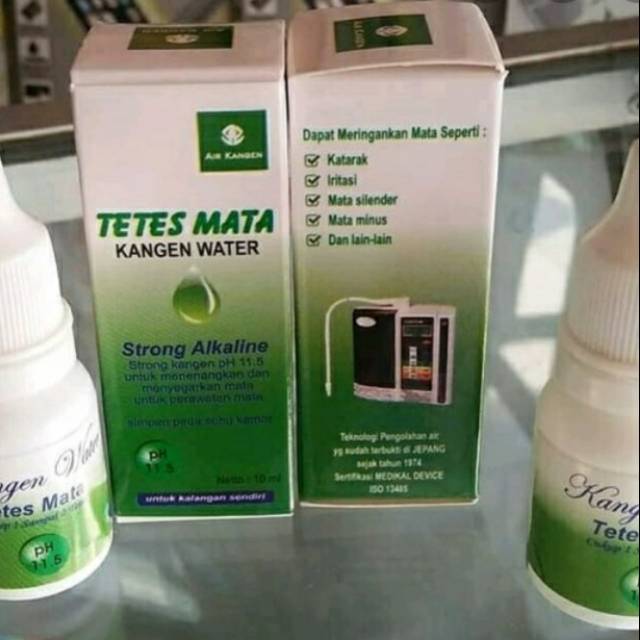 AIR KANGEN
TETES MATA
KANGEN WATER
Strong Alkaline
Strong kangen pH 11.5
untuk menenangkan dan
menyegarkan mata
untuk perawatan mata
simpan pada suhu kamar
pH
11.5
Netto : 10 ml
untuk kalangan sendiri
Dapat Meringankan Mata Seperti :
Katarak
Iritasi
Mata silender
Mata minus
Dan lain-lain
Teknologi Pengolahan air
yg sudah terbukti di JEPANG
sejak tahun 1974
Sertifikasi MEDIKAL DEVICE
ISO 13485
ngen Water
etes Mata
pH
11.5
Kang
Tete